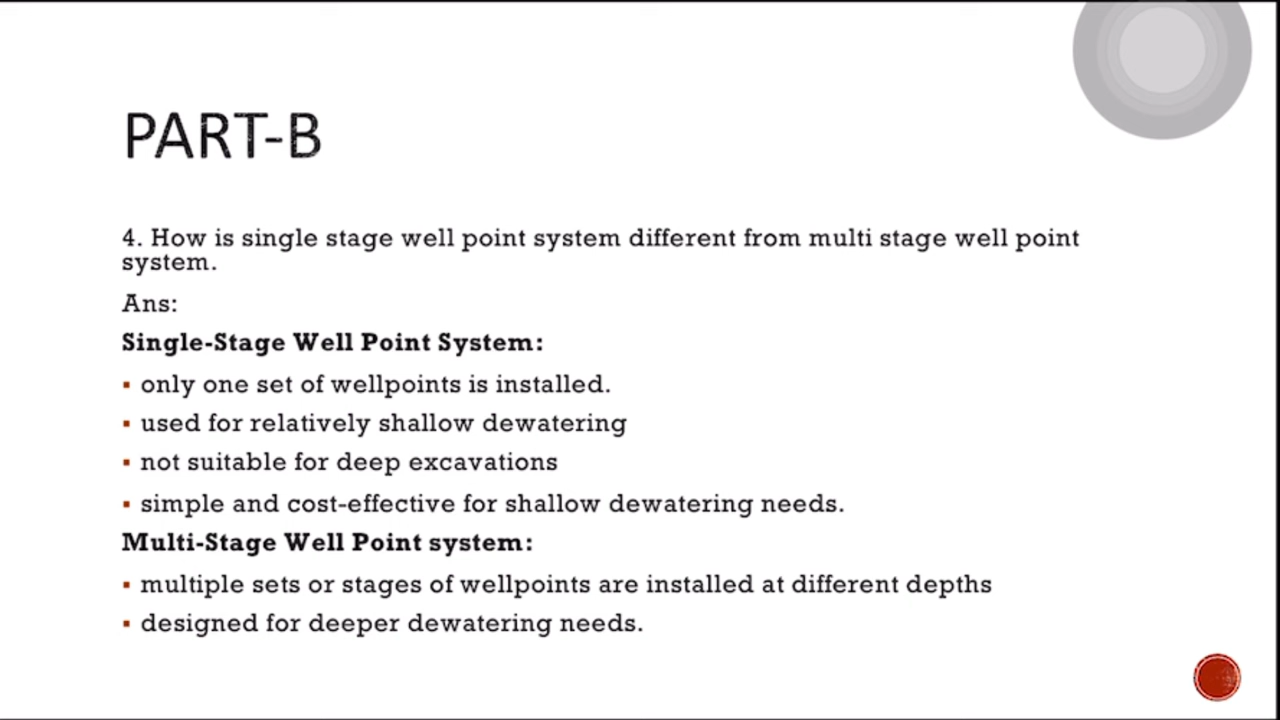 PART-B
4. How is single stage well point system different from multi stage well point
system.
Ans:
Single-Stage Well Point System:
▪ only one set of wellpoints is installed.
▪ used for relatively shallow dewatering
▪ not suitable for deep excavations
▪ simple and cost-effective for shallow dewatering needs.
Multi-Stage Well Point system:
▪ multiple sets or stages of wellpoints are installed at different depths
▪ designed for deeper dewatering needs.